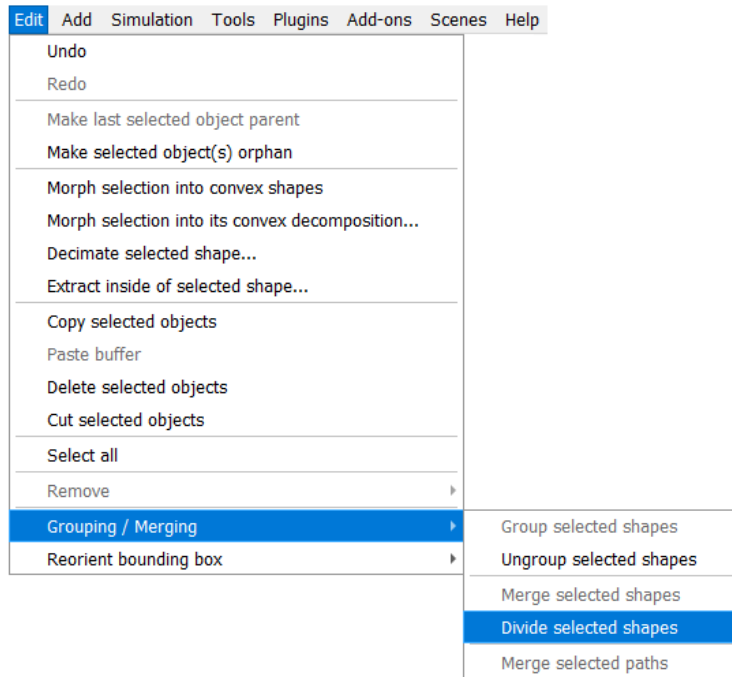 Edit Add Simulation Tools Plugins Add-ons Scenes Help
Undo
Redo
Make last selected object parent
Make selected object(s) orphan
Morph selection into convex shapes
Morph selection into its convex decomposition...
Decimate selected shape...
Extract inside of selected shape...
Copy selected objects
Paste buffer
Delete selected objects
Cut selected objects
Select all
Remove
Grouping / Merging
Reorient bounding box
Group selected shapes
Ungroup selected shapes
Merge selected shapes
Divide selected shapes
Merge selected paths